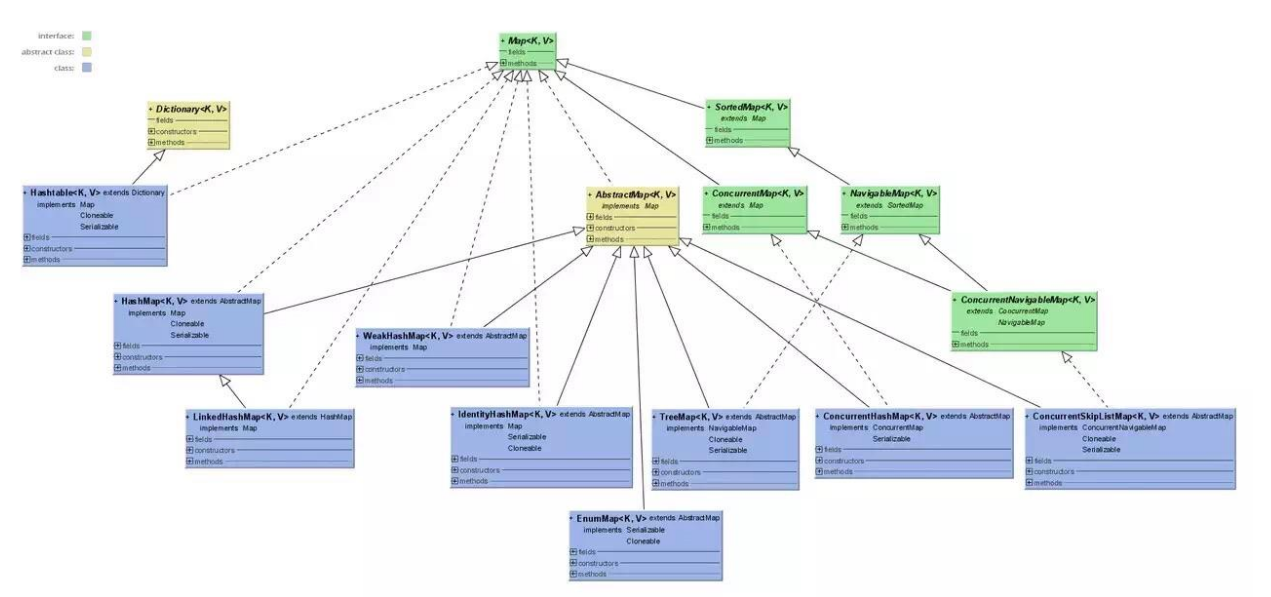 interface:
abstract class:
class:
+ Map<K, V>
fields
methods
+ Dictionary<K, V>
fields
constructors
methods
+ SortedMap<K, V>
extends Map
fields
methods
+ Hashtable<K, V> extends Dictionary
implements Map
Cloneable
Serializable
fields
constructors
methods
+ AbstractMap<K, V>
implements Map
fields
constructors
methods
+ ConcurrentMap<K, V>
extends Map
fields
methods
+ NavigableMap<K, V>
extends SortedMap
fields
methods
+ HashMap<K, V> extends AbstractMap
implements Map
Cloneable
Serializable
fields
constructors
methods
+ WeakHashMap<K, V> extends AbstractMap
implements Map
fields
constructors
methods
+ ConcurrentNavigableMap<K, V>
extends ConcurrentMap
NavigableMap
fields
methods
+ LinkedHashMap<K, V> extends HashMap
implements Map
fields
constructors
methods
+ IdentityHashMap<K, V> extends AbstractMap
implements Map
Serializable
Cloneable
fields
constructors
methods
+ TreeMap<K, V> extends AbstractMap
implements NavigableMap
Cloneable
Serializable
fields
constructors
methods
+ ConcurrentHashMap<K, V> extends AbstractMap
implements ConcurrentMap
Serializable
fields
constructors
methods
+ ConcurrentSkipListMap<K, V> extends AbstractMap
implements ConcurrentNavigableMap
Cloneable
Serializable
fields
constructors
methods
+ EnumMap<K, V> extends AbstractMap
implements Serializable
Cloneable
fields
constructors
methods